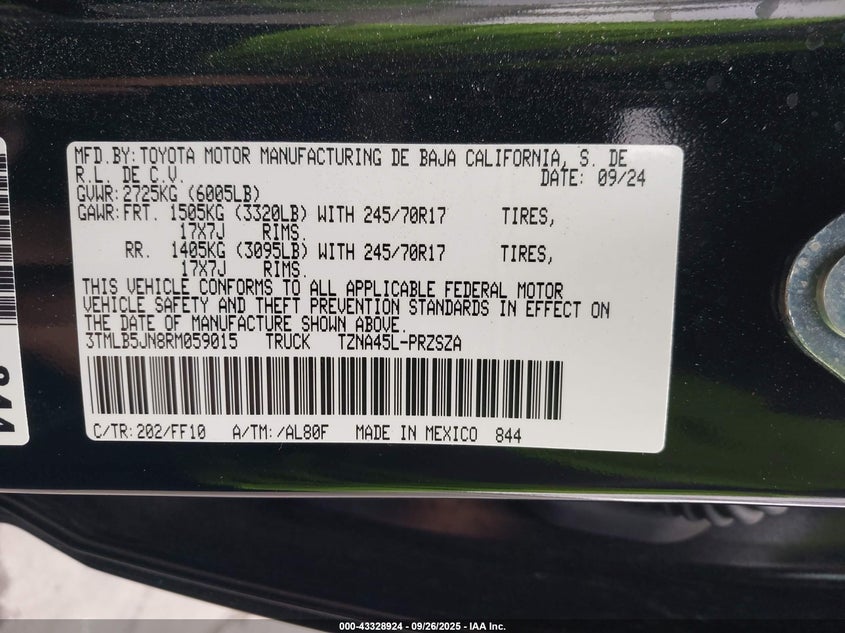 MFD.BY: TOYOTA MOTOR MANUFACTURING DE BAJA CALIFORNIA, S. DE
R.L. DE C.V. DATE: 09/24
GVWR: 2725KG (6005LB)
GAWR: FRT. 1505KG (3320LB) WITH 245/70R17 TIRES,
17X7J RIMS.
RR. 1405KG (3095LB) WITH 245/70R17 TIRES,
17X7J RIMS.
THIS VEHICLE CONFORMS TO ALL APPLICABLE FEDERAL MOTOR
VEHICLE SAFETY AND THEFT PREVENTION STANDARDS IN EFFECT ON
THE DATE OF MANUFACTURE SHOWN ABOVE.
3TMLB5JN8RM059015 TRUCK TZNA45L-PRZSZA
C/TR: 202/FF10 A/TM: /AL80F MADE IN MEXICO 844
844
000-43328924 - 09/26/2025 - IAA Inc.